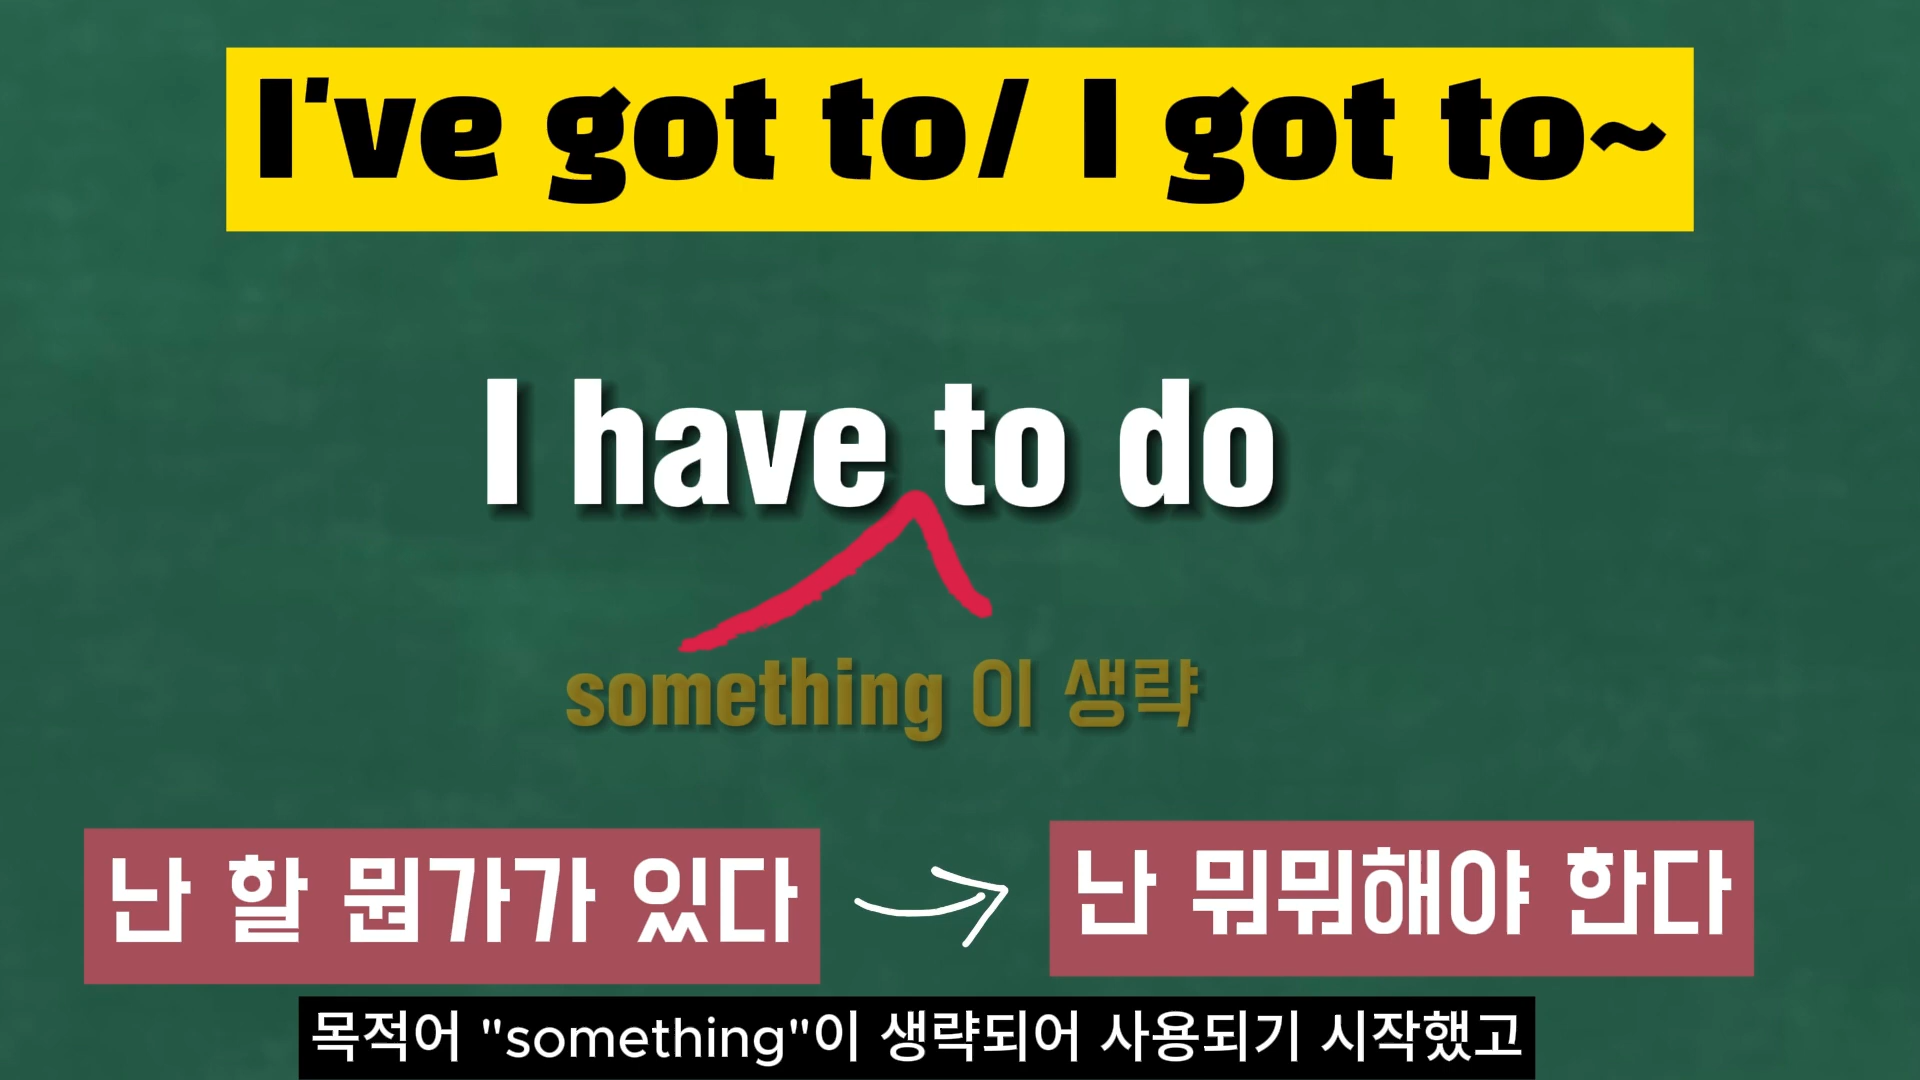 I've got to/ I got to~
I have to do
something 이 생략
난 할 뭔가가 있다
난 뭐뭐해야 한다
목적어 "something"이 생략되어 사용되기 시작했고